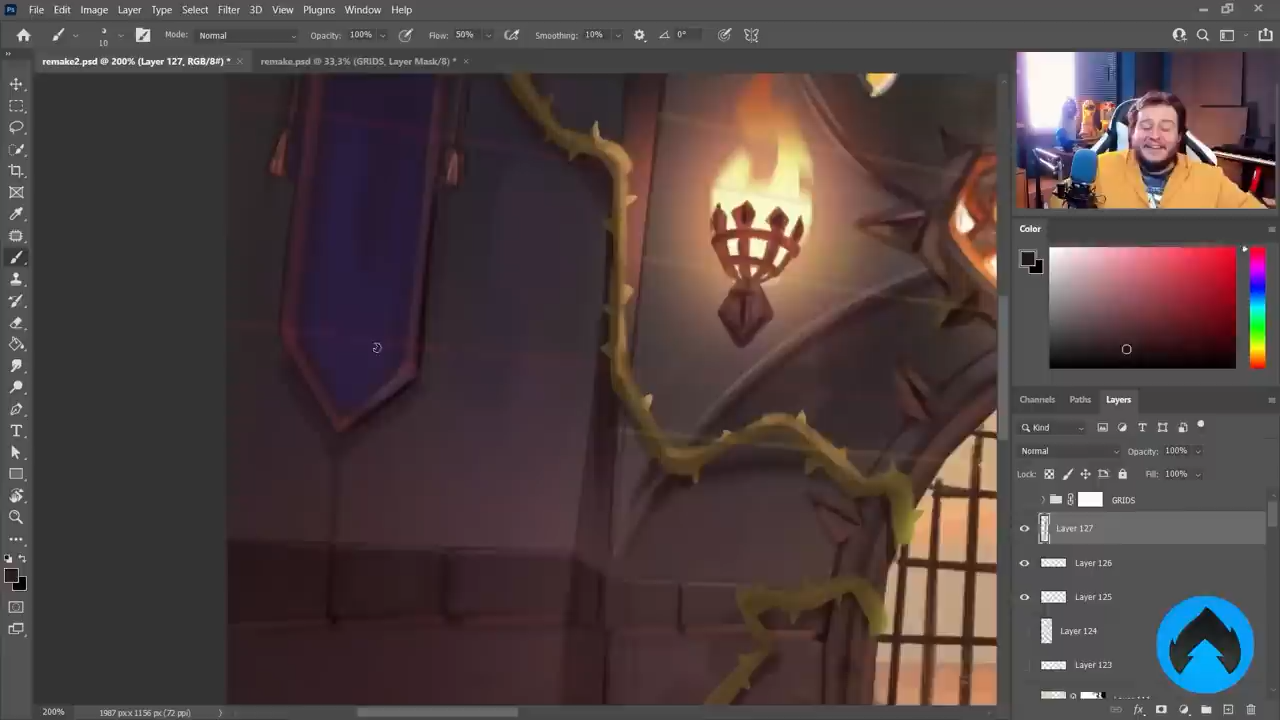 File Edit Image Layer Type Select Filter 3D View Plugins Window Help
10 Mode: Normal Opacity: 100% Flow: 50% Smoothing: 10% 0°
remake2.psd @ 200% (Layer 127, RGB/8#) * remake.psd @ 33,3% (GRIDS, Layer Mask/8) *
Color
Channels Paths Layers
Kind
Normal Opacity: 100%
Lock: Fill: 100%
GRIDS
Layer 127
Layer 126
Layer 125
Layer 124
Layer 123
200% 1987 px x 1156 px (72 ppi)